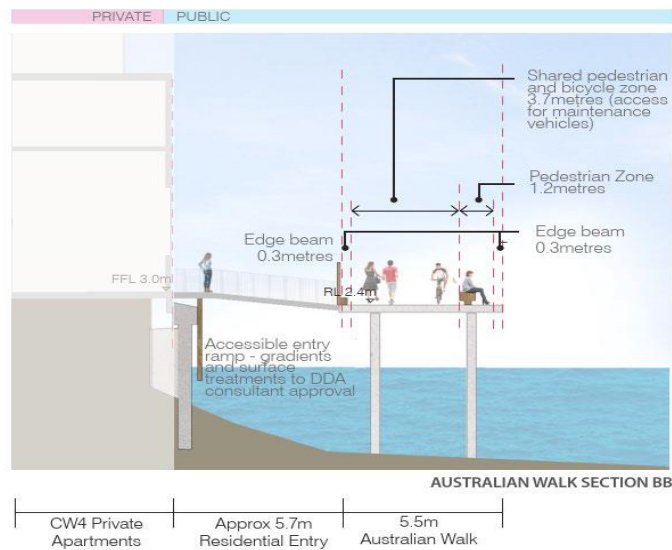 PRIVATE PUBLIC
Shared pedestrian
and bicycle zone
3.7metres (access
for maintenance
vehicles)
Pedestrian Zone
1.2metres
Edge beam
0.3metres
Edge beam
0.3metres
FFL 3.0m
RL 2.4m
Accessible entry
ramp - gradients
and surface
treatments to DDA
consultant approval
AUSTRALIAN WALK SECTION BB
CW4 Private
Apartments
Approx 5.7m
Residential Entry
5.5m
Australian Walk